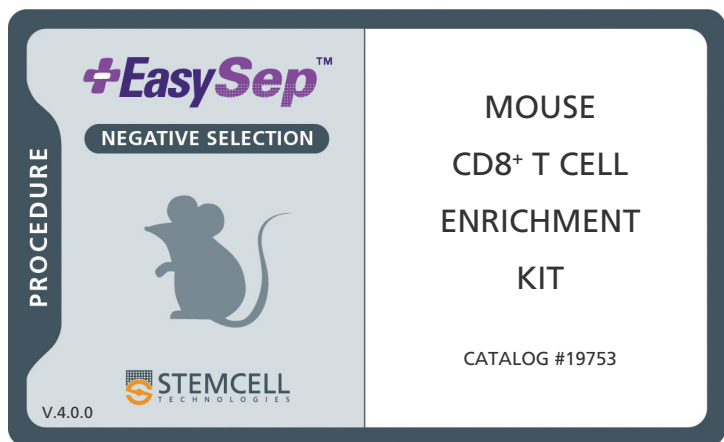 PROCEDURE
EasySep™
NEGATIVE SELECTION
STEMCELL
TECHNOLOGIES
V.4.0.0
MOUSE
CD8⁺ T CELL
ENRICHMENT
KIT
CATALOG #19753